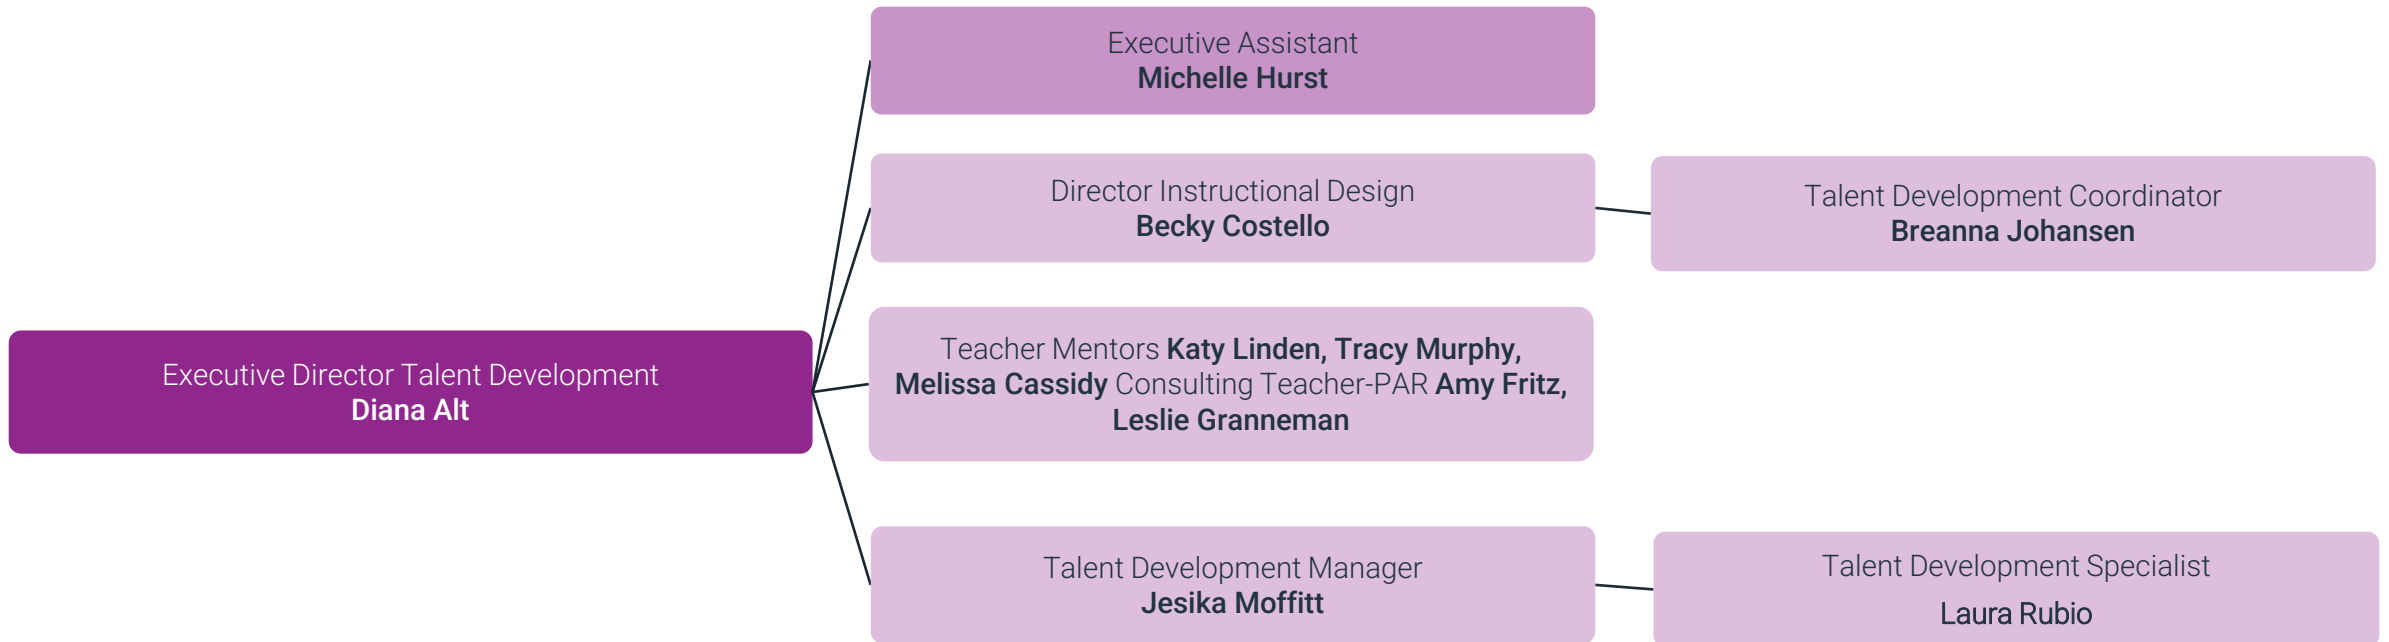 Executive Assistant
Michelle Hurst
Director Instructional Design
Becky Costello
Talent Development Coordinator
Breanna Johansen
Executive Director Talent Development
Diana Alt
Teacher Mentors Katy Linden, Tracy Murphy,
Melissa Cassidy Consulting Teacher-PAR Amy Fritz,
Leslie Granneman
Talent Development Manager
Jesika Moffitt
Talent Development Specialist
Laura Rubio